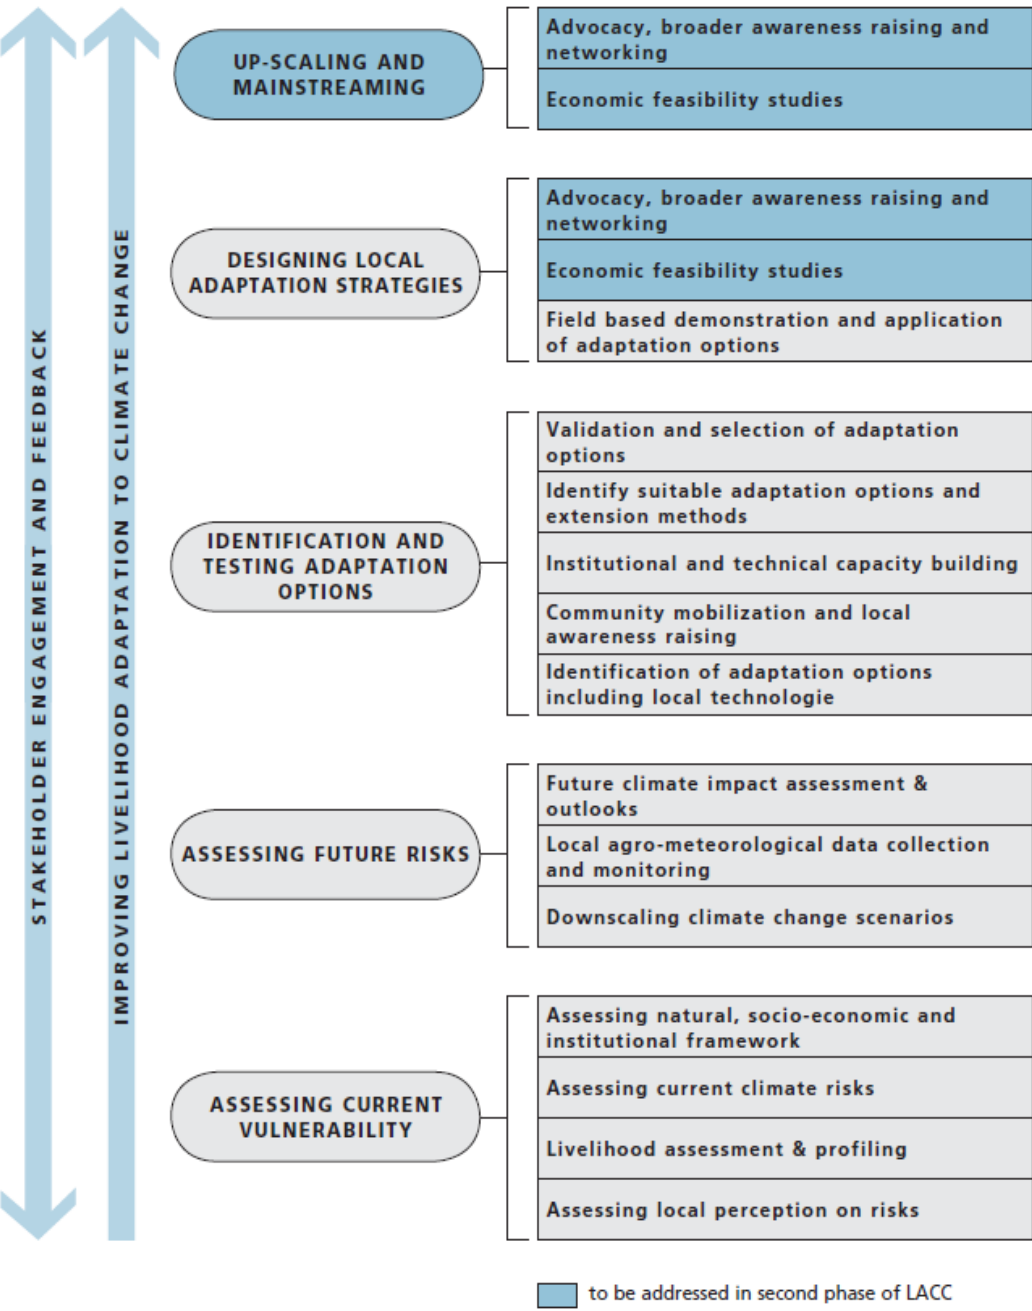 STAKEHOLDER ENGAGEMENT AND FEEDBACK
IMPROVING LIVELIHOOD ADAPTATION TO CLIMATE CHANGE
UP-SCALING AND
MAINSTREAMING
Advocacy, broader awareness raising and
networking
Economic feasibility studies
DESIGNING LOCAL
ADAPTATION STRATEGIES
Advocacy, broader awareness raising and
networking
Economic feasibility studies
Field based demonstration and application
of adaptation options
IDENTIFICATION AND
TESTING ADAPTATION
OPTIONS
Validation and selection of adaptation
options
Identify suitable adaptation options and
extension methods
Institutional and technical capacity building
Community mobilization and local
awareness raising
Identification of adaptation options
including local technologie
ASSESSING FUTURE RISKS
Future climate impact assessment &
outlooks
Local agro-meteorological data collection
and monitoring
Downscaling climate change scenarios
ASSESSING CURRENT
VULNERABILITY
Assessing natural, socio-economic and
institutional framework
Assessing current climate risks
Livelihood assessment & profiling
Assessing local perception on risks
to be addressed in second phase of LACC